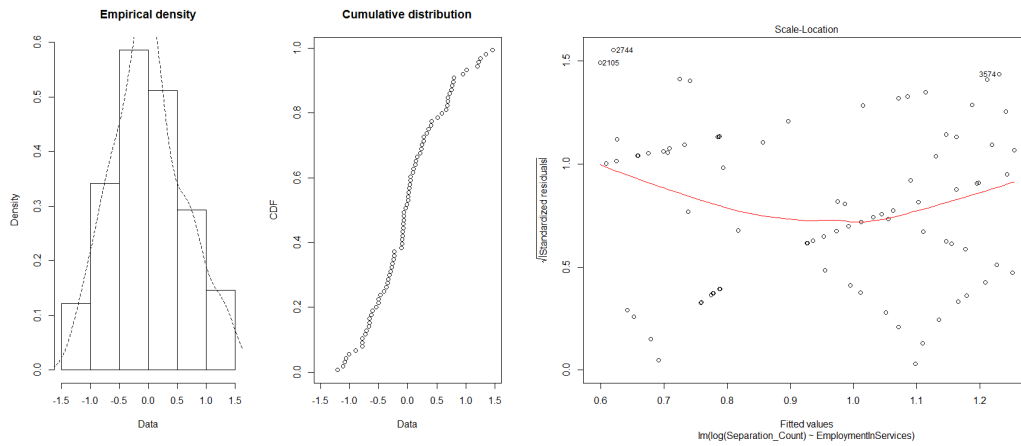 Empirical density
0.6
0.5
0.4
0.3
0.2
0.1
0.0
Density
-1.5 -1.0 -0.5 0.0 0.5 1.0 1.5
Data
Cumulative distribution
1.0
0.8
0.6
0.4
0.2
0.0
CDF
-1.5 -1.0 -0.5 0.0 0.5 1.0 1.5
Data
Scale-Location
1.5
1.0
0.5
0.0
√|Standardized residuals|
2744
2105
3574
0.6 0.7 0.8 0.9 1.0 1.1 1.2
Fitted values
lm(log(Separation_Count) ~ EmploymentInServices)